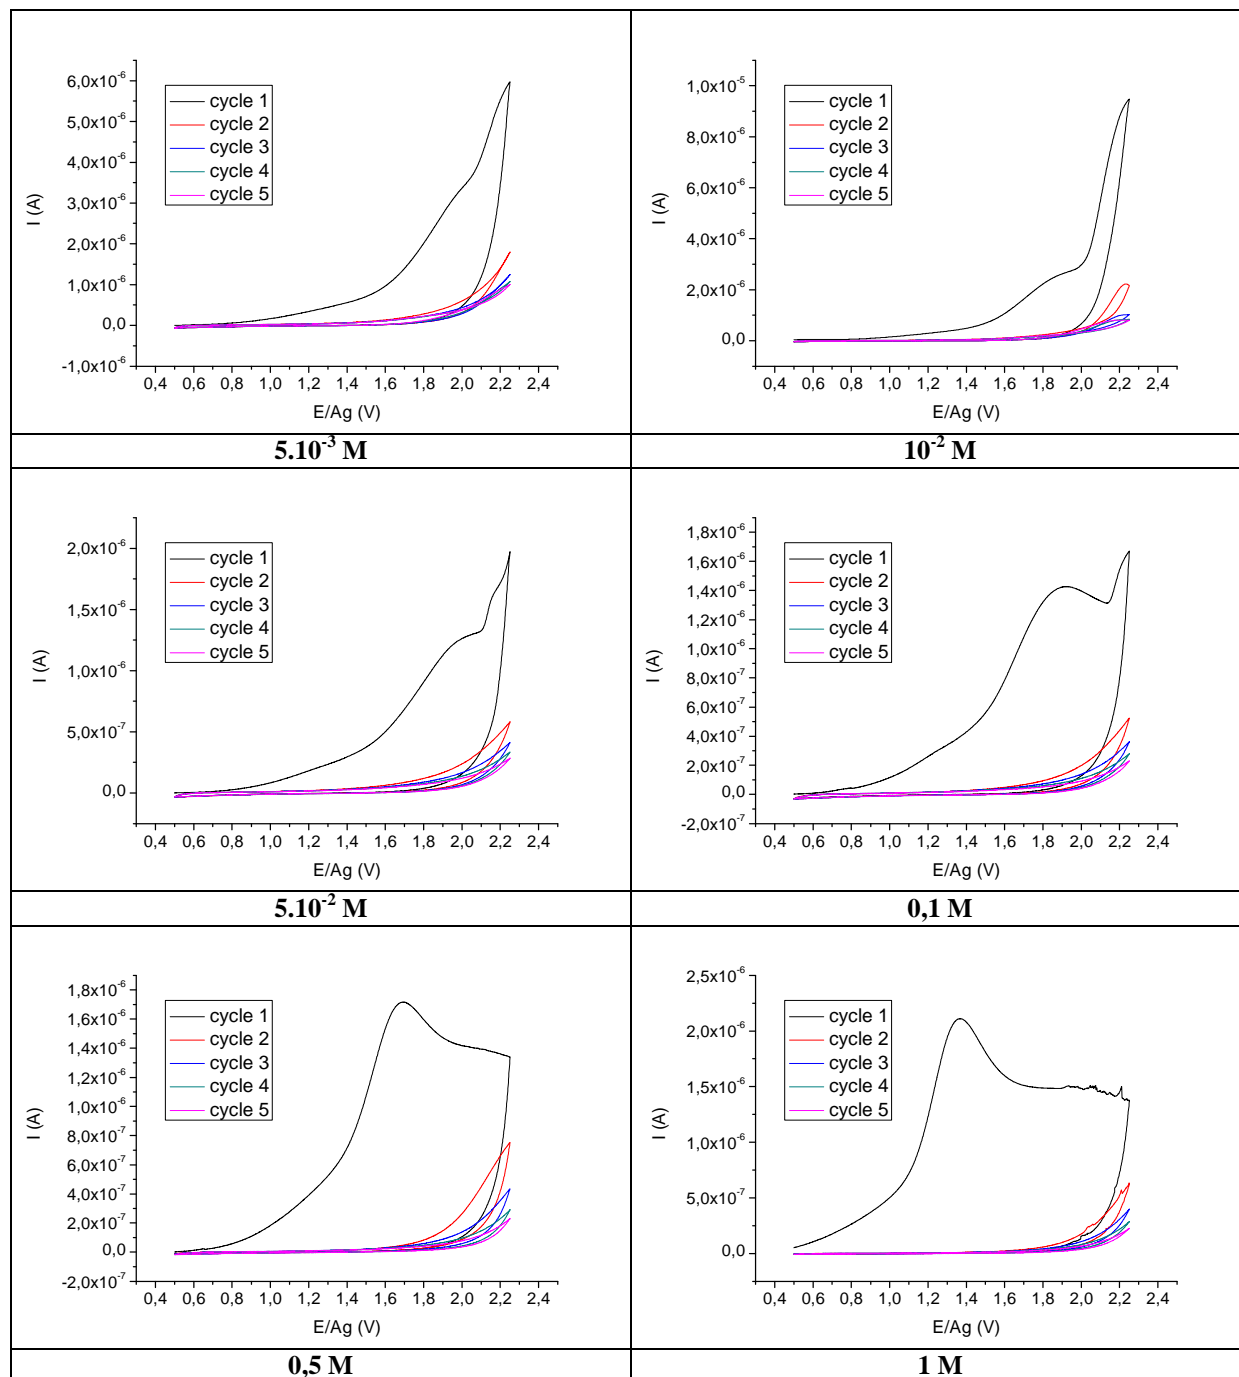 6,0x10⁻⁶
5,0x10⁻⁶
4,0x10⁻⁶
3,0x10⁻⁶
2,0x10⁻⁶
1,0x10⁻⁶
0,0
-1,0x10⁻⁶
I (A)
cycle 1
cycle 2
cycle 3
cycle 4
cycle 5
0,4 0,6 0,8 1,0 1,2 1,4 1,6 1,8 2,0 2,2 2,4
E/Ag (V)
5.10⁻³ M
1,0x10⁻⁵
8,0x10⁻⁶
6,0x10⁻⁶
4,0x10⁻⁶
2,0x10⁻⁶
0,0
I (A)
cycle 1
cycle 2
cycle 3
cycle 4
cycle 5
0,4 0,6 0,8 1,0 1,2 1,4 1,6 1,8 2,0 2,2 2,4
E/Ag (V)
10⁻² M
2,0x10⁻⁶
1,5x10⁻⁶
1,0x10⁻⁶
5,0x10⁻⁷
0,0
I (A)
cycle 1
cycle 2
cycle 3
cycle 4
cycle 5
0,4 0,6 0,8 1,0 1,2 1,4 1,6 1,8 2,0 2,2 2,4
E/Ag (V)
5.10⁻² M
1,8x10⁻⁶
1,6x10⁻⁶
1,4x10⁻⁶
1,2x10⁻⁶
1,0x10⁻⁶
8,0x10⁻⁷
6,0x10⁻⁷
4,0x10⁻⁷
2,0x10⁻⁷
0,0
-2,0x10⁻⁷
I (A)
cycle 1
cycle 2
cycle 3
cycle 4
cycle 5
0,4 0,6 0,8 1,0 1,2 1,4 1,6 1,8 2,0 2,2 2,4
E/Ag (V)
0,1 M
1,8x10⁻⁶
1,6x10⁻⁶
1,4x10⁻⁶
1,2x10⁻⁶
1,0x10⁻⁶
8,0x10⁻⁷
6,0x10⁻⁷
4,0x10⁻⁷
2,0x10⁻⁷
0,0
-2,0x10⁻⁷
I (A)
cycle 1
cycle 2
cycle 3
cycle 4
cycle 5
0,4 0,6 0,8 1,0 1,2 1,4 1,6 1,8 2,0 2,2 2,4
E/Ag (V)
0,5 M
2,5x10⁻⁶
2,0x10⁻⁶
1,5x10⁻⁶
1,0x10⁻⁶
5,0x10⁻⁷
0,0
I (A)
cycle 1
cycle 2
cycle 3
cycle 4
cycle 5
0,4 0,6 0,8 1,0 1,2 1,4 1,6 1,8 2,0 2,2 2,4
E/Ag (V)
1 M